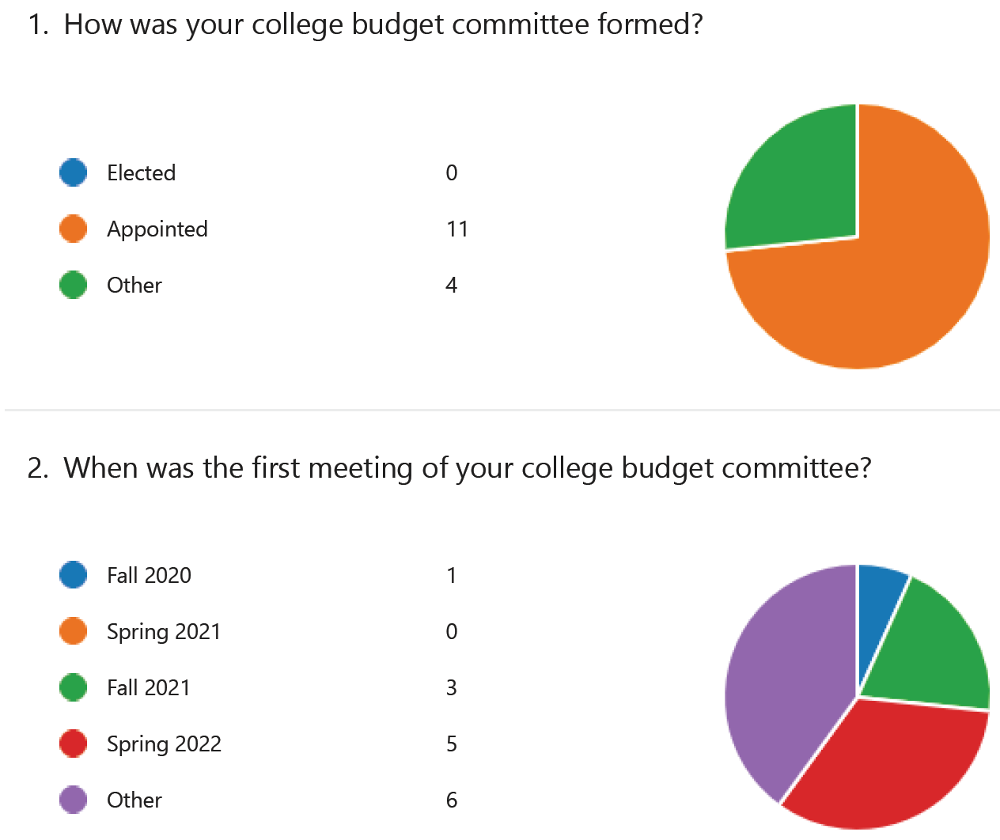 1. How was your college budget committee formed?
Elected 0
Appointed 11
Other 4
2. When was the first meeting of your college budget committee?
Fall 2020 1
Spring 2021 0
Fall 2021 3
Spring 2022 5
Other 6